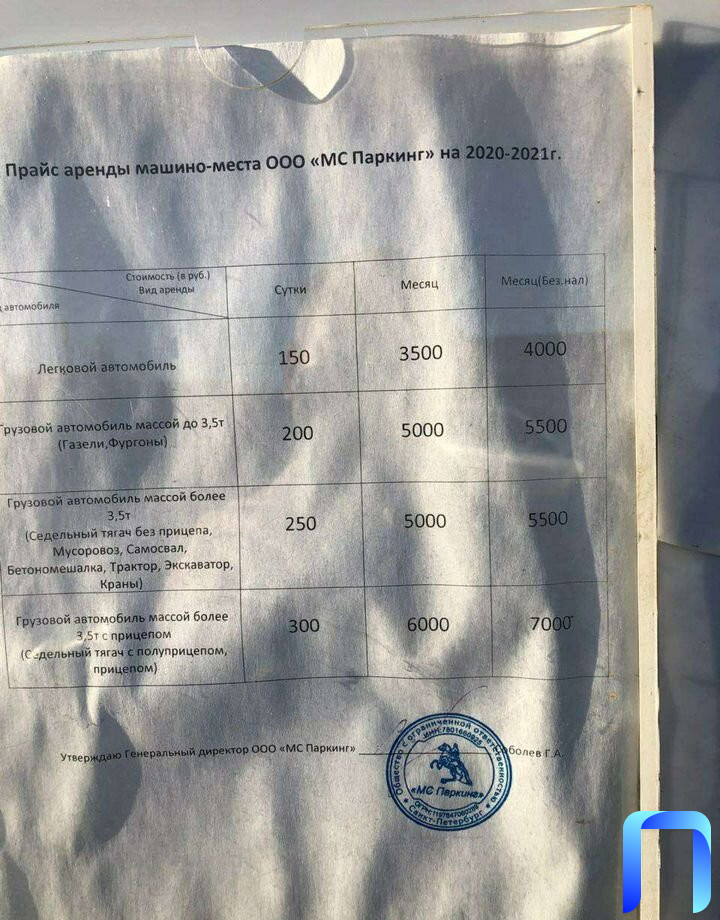 Прайс аренды машино-места ООО «МС Паркинг» на 2020-2021г.
Стоимость (в руб.)
Вид аренды
автомобиля
Сутки
Месяц
Месяц(Без.нал)
Легковой автомобиль
150
3500
4000
Грузовой автомобиль массой до 3,5т
(Газели,Фургоны)
200
5000
5500
Грузовой автомобиль массой более
3,5т
(Седельный тягач без прицепа,
Мусоровоз, Самосвал,
Бетономешалка, Трактор, Экскаватор,
Краны)
250
5000
5500
Грузовой автомобиль массой более
3,5т с прицепом
(Седельный тягач с полуприцепом,
прицепом)
300
6000
7000
Утверждаю Генеральный директор ООО «МС Паркинг» Соболев Г.А.
Общество с ограниченной ответственностью
«МС Паркинг»
Санкт-Петербург